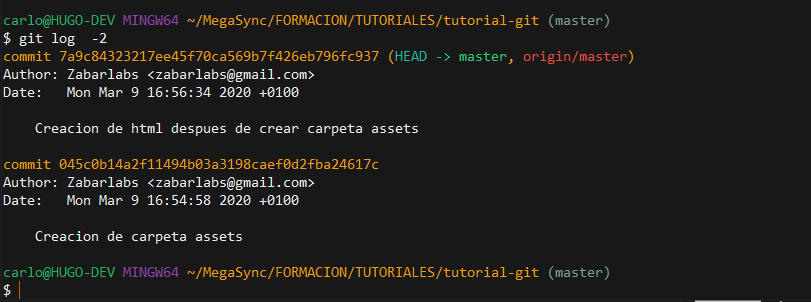 carlo@HUGO-DEV MINGW64 ~/MegaSync/FORMACION/TUTORIALES/tutorial-git (master)
$ git log  -2
commit 7a9c84323217ee45f70ca569b7f426eb796fc937 (HEAD -> master, origin/master)
Author: Zabarlabs <zabarlabs@gmail.com>
Date:   Mon Mar 9 16:56:34 2020 +0100
    Creacion de html despues de crear carpeta assets
commit 045c0b14a2f11494b03a3198caef0d2fba24617c
Author: Zabarlabs <zabarlabs@gmail.com>
Date:   Mon Mar 9 16:54:58 2020 +0100
    Creacion de carpeta assets
carlo@HUGO-DEV MINGW64 ~/MegaSync/FORMACION/TUTORIALES/tutorial-git (master)
$